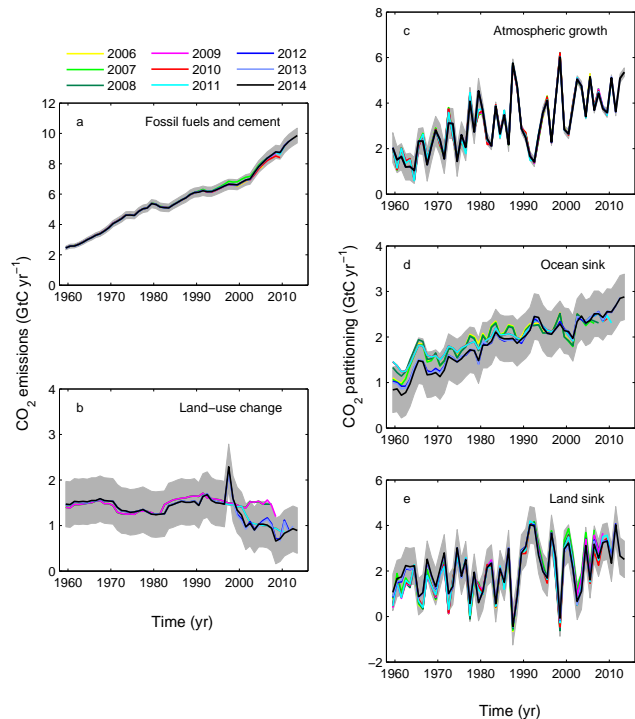 2006
2007
2008
2009
2010
2011
2012
2013
2014
a
Fossil fuels and cement
12
10
8
6
4
2
0
1960 1970 1980 1990 2000 2010
CO2 emissions (GtC yr−1)
b
Land−use change
4
3
2
1
0
1960 1970 1980 1990 2000 2010
Time (yr)
c
Atmospheric growth
8
6
4
2
0
1960 1970 1980 1990 2000 2010
CO2 partitioning (GtC yr−1)
d
Ocean sink
4
3
2
1
0
1960 1970 1980 1990 2000 2010
e
Land sink
6
4
2
0
−2
1960 1970 1980 1990 2000 2010
Time (yr)